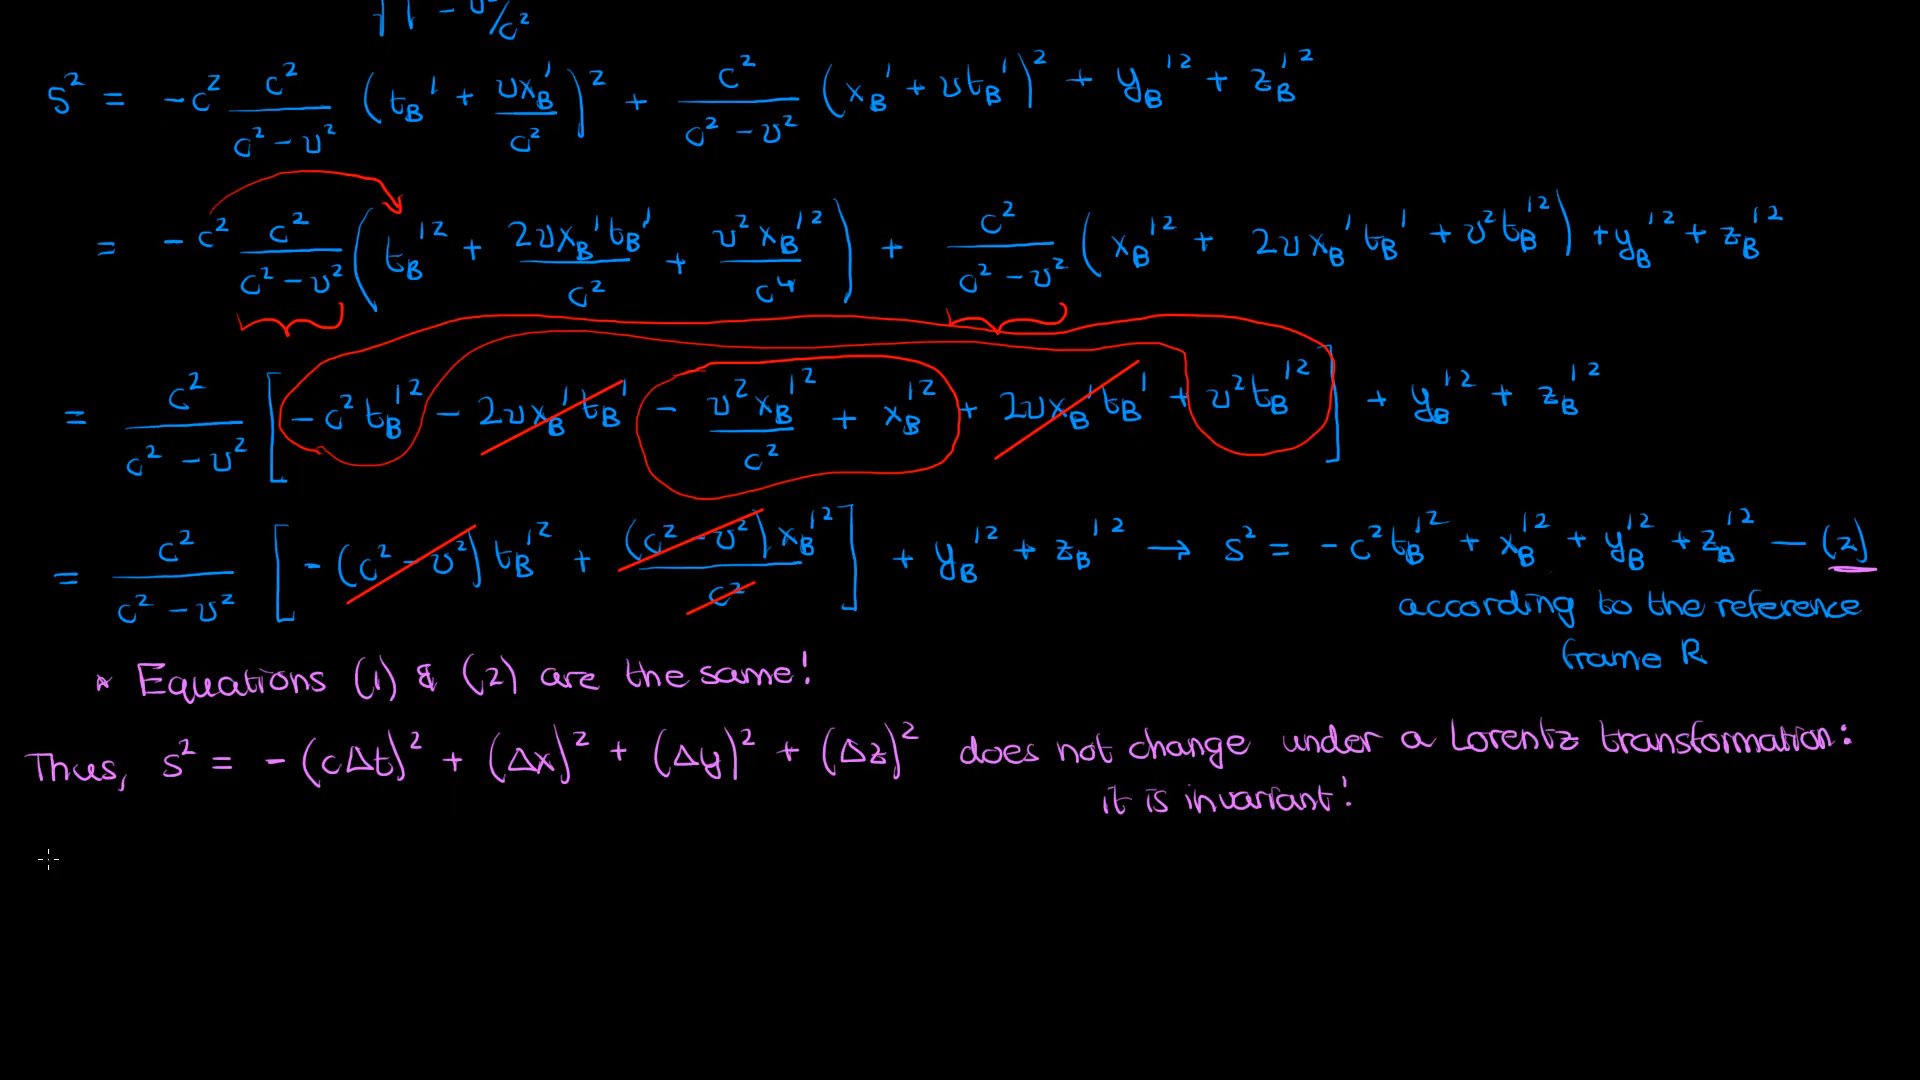 √1 - v²/c²
s² = -c² c²/(c² - v²) (t_B' + vx_B'/c²)² + c²/(c² - v²) (x_B' + vt_B')² + y_B'² + z_B'²
= -c² c²/(c² - v²) (t_B'² + 2vx_B't_B'/c² + v²x_B'²/c⁴) + c²/(c² - v²) (x_B'² + 2vx_B't_B' + v²t_B'²) + y_B'² + z_B'²
= c²/(c² - v²) [-c²t_B'² - 2vx_B't_B' - v²x_B'²/c² + x_B'² + 2vx_B't_B' + v²t_B'²] + y_B'² + z_B'²
= c²/(c² - v²) [-(c² - v²)t_B'² + (c² - v²)x_B'²/c²] + y_B'² + z_B'² → s² = -c²t_B'² + x_B'² + y_B'² + z_B'² — (2)
according to the reference
frame R
* Equations (1) & (2) are the same!
Thus, s² = -(cΔt)² + (Δx)² + (Δy)² + (Δz)² does not change under a Lorentz transformation:
it is invariant!